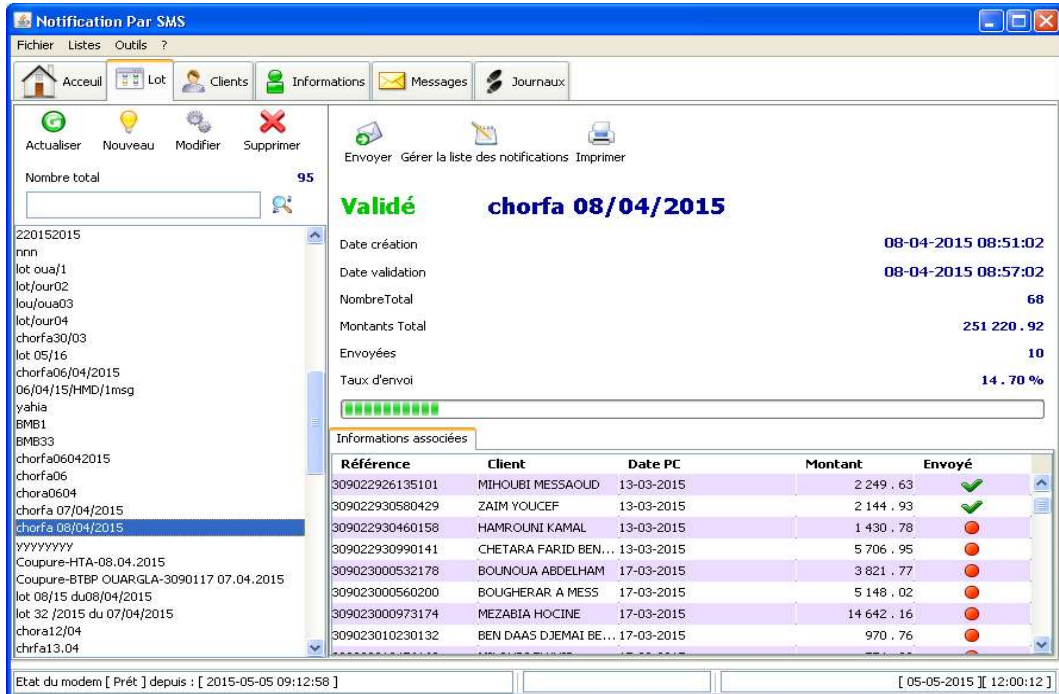 Notification Par SMS
Fichier Listes Outils ?
Acceuil Lot Clients Informations Messages Journaux
Actualiser Nouveau Modifier Supprimer
Nombre total 95
220152015
nnn
lot oua/1
lot/our02
lou/oua03
lot/our04
chorfa30/03
lot 05/16
chorfa06/04/2015
06/04/15/HMD/1msg
yahia
BMB1
BMB33
chorfa06042015
chorfa06
chora0604
chorfa 07/04/2015
chorfa 08/04/2015
yyyyyyyy
Coupure-HTA-08.04.2015
Coupure-BTBP OUARGLA-3090117 07.04.2015
lot 08/15 du08/04/2015
lot 32 /2015 du 07/04/2015
chora12/04
chrfa13.04
Envoyer Gérer la liste des notifications Imprimer
Validé chorfa 08/04/2015
Date création 08-04-2015 08:51:02
Date validation 08-04-2015 08:57:02
NombreTotal 68
Montants Total 251 220 . 92
Envoyées 10
Taux d'envoi 14 . 70 %
Informations associées
Référence Client Date PC Montant Envoyé
309022926135101 MIHOUBI MESSAOUD 13-03-2015 2 249 . 63
309022930580429 ZAIM YOUCEF 13-03-2015 2 144 . 93
309022930460158 HAMROUNI KAMAL 13-03-2015 1 430 . 78
309022930990141 CHETARA FARID BEN... 13-03-2015 5 706 . 95
309023000532178 BOUNOUA ABDELHAM 17-03-2015 3 821 . 77
309023000560200 BOUGHERAR A MESS 17-03-2015 5 148 . 02
309023000973174 MEZABIA HOCINE 17-03-2015 14 642 . 16
309023010230132 BEN DAAS DJEMAI BE... 17-03-2015 970 . 76
Etat du modem [ Prét ] depuis : [ 2015-05-05 09:12:58 ] [ 05-05-2015 ][ 12:00:12 ]